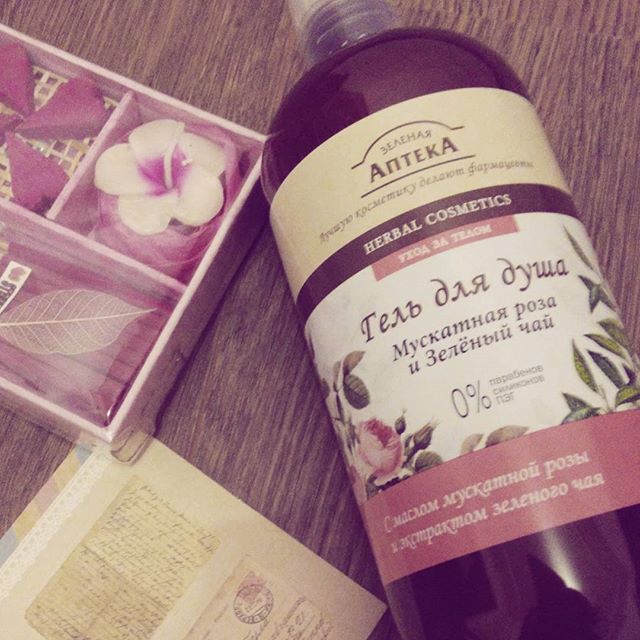 ЗЕЛЕНАЯ
АПТЕКА
Лучшую косметику делают фармацевты
HERBAL COSMETICS
УХОД ЗА ТЕЛОМ
Гель для душа
Мускатная роза
и Зелёный чай
0% парабенов
силиконов
ПЭГ
С маслом мускатной розы
и экстрактом зеленого чая